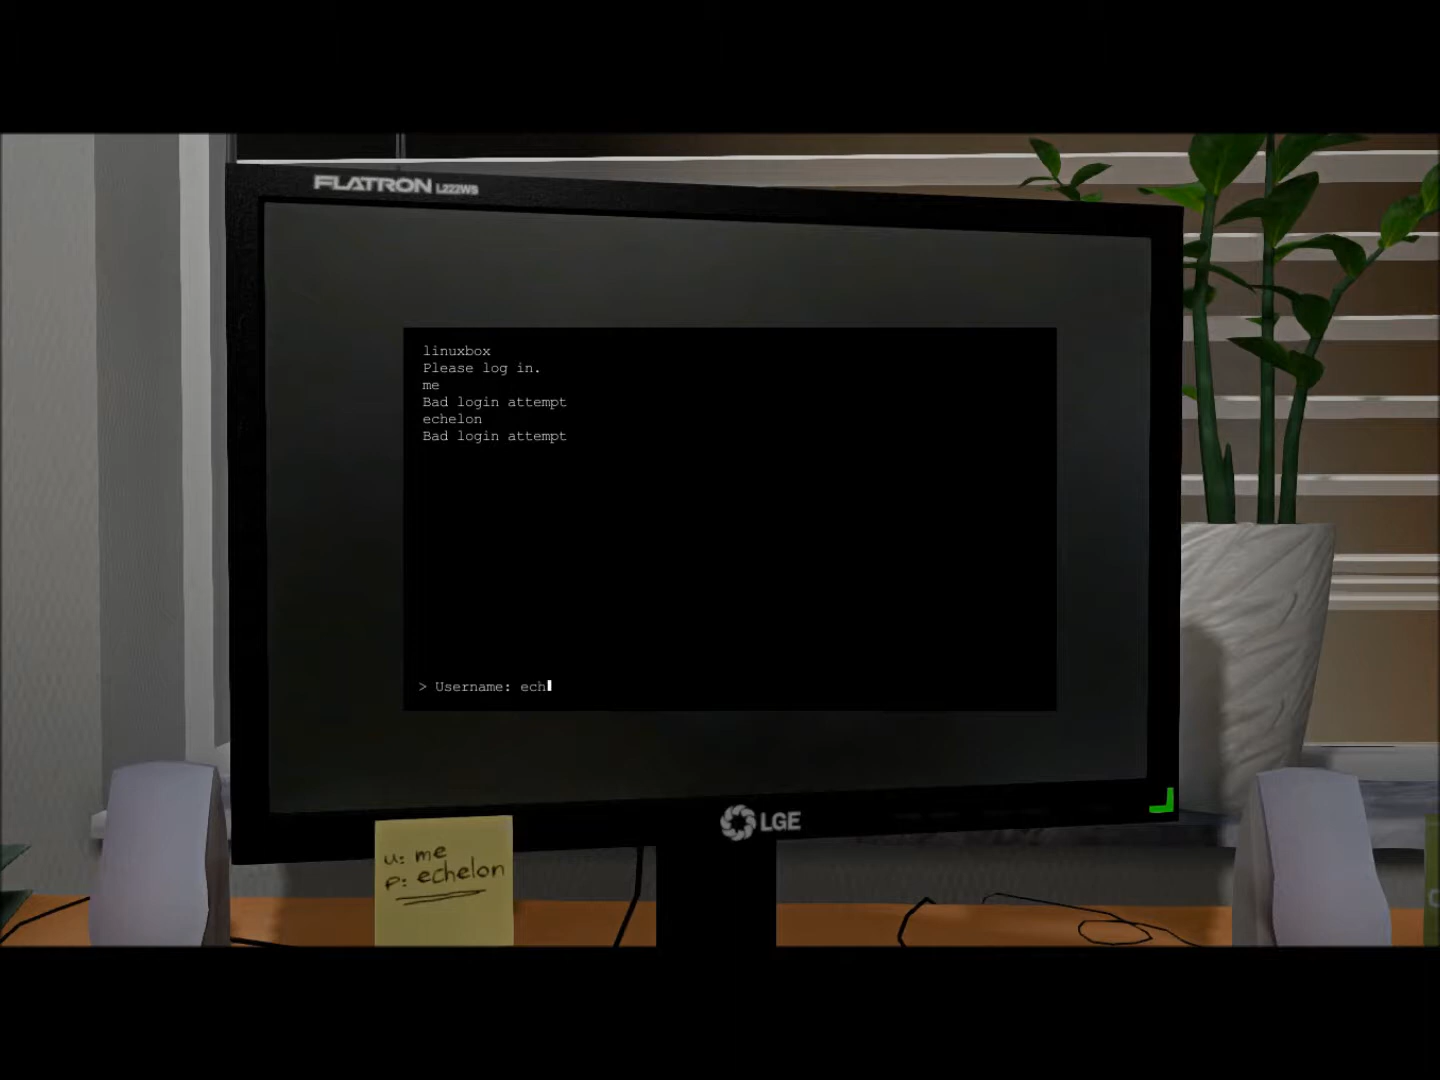 FLATRON L222WS
linuxbox
Please log in.
me
Bad login attempt
echelon
Bad login attempt
> Username: ech
LGE
u: me
p: echelon